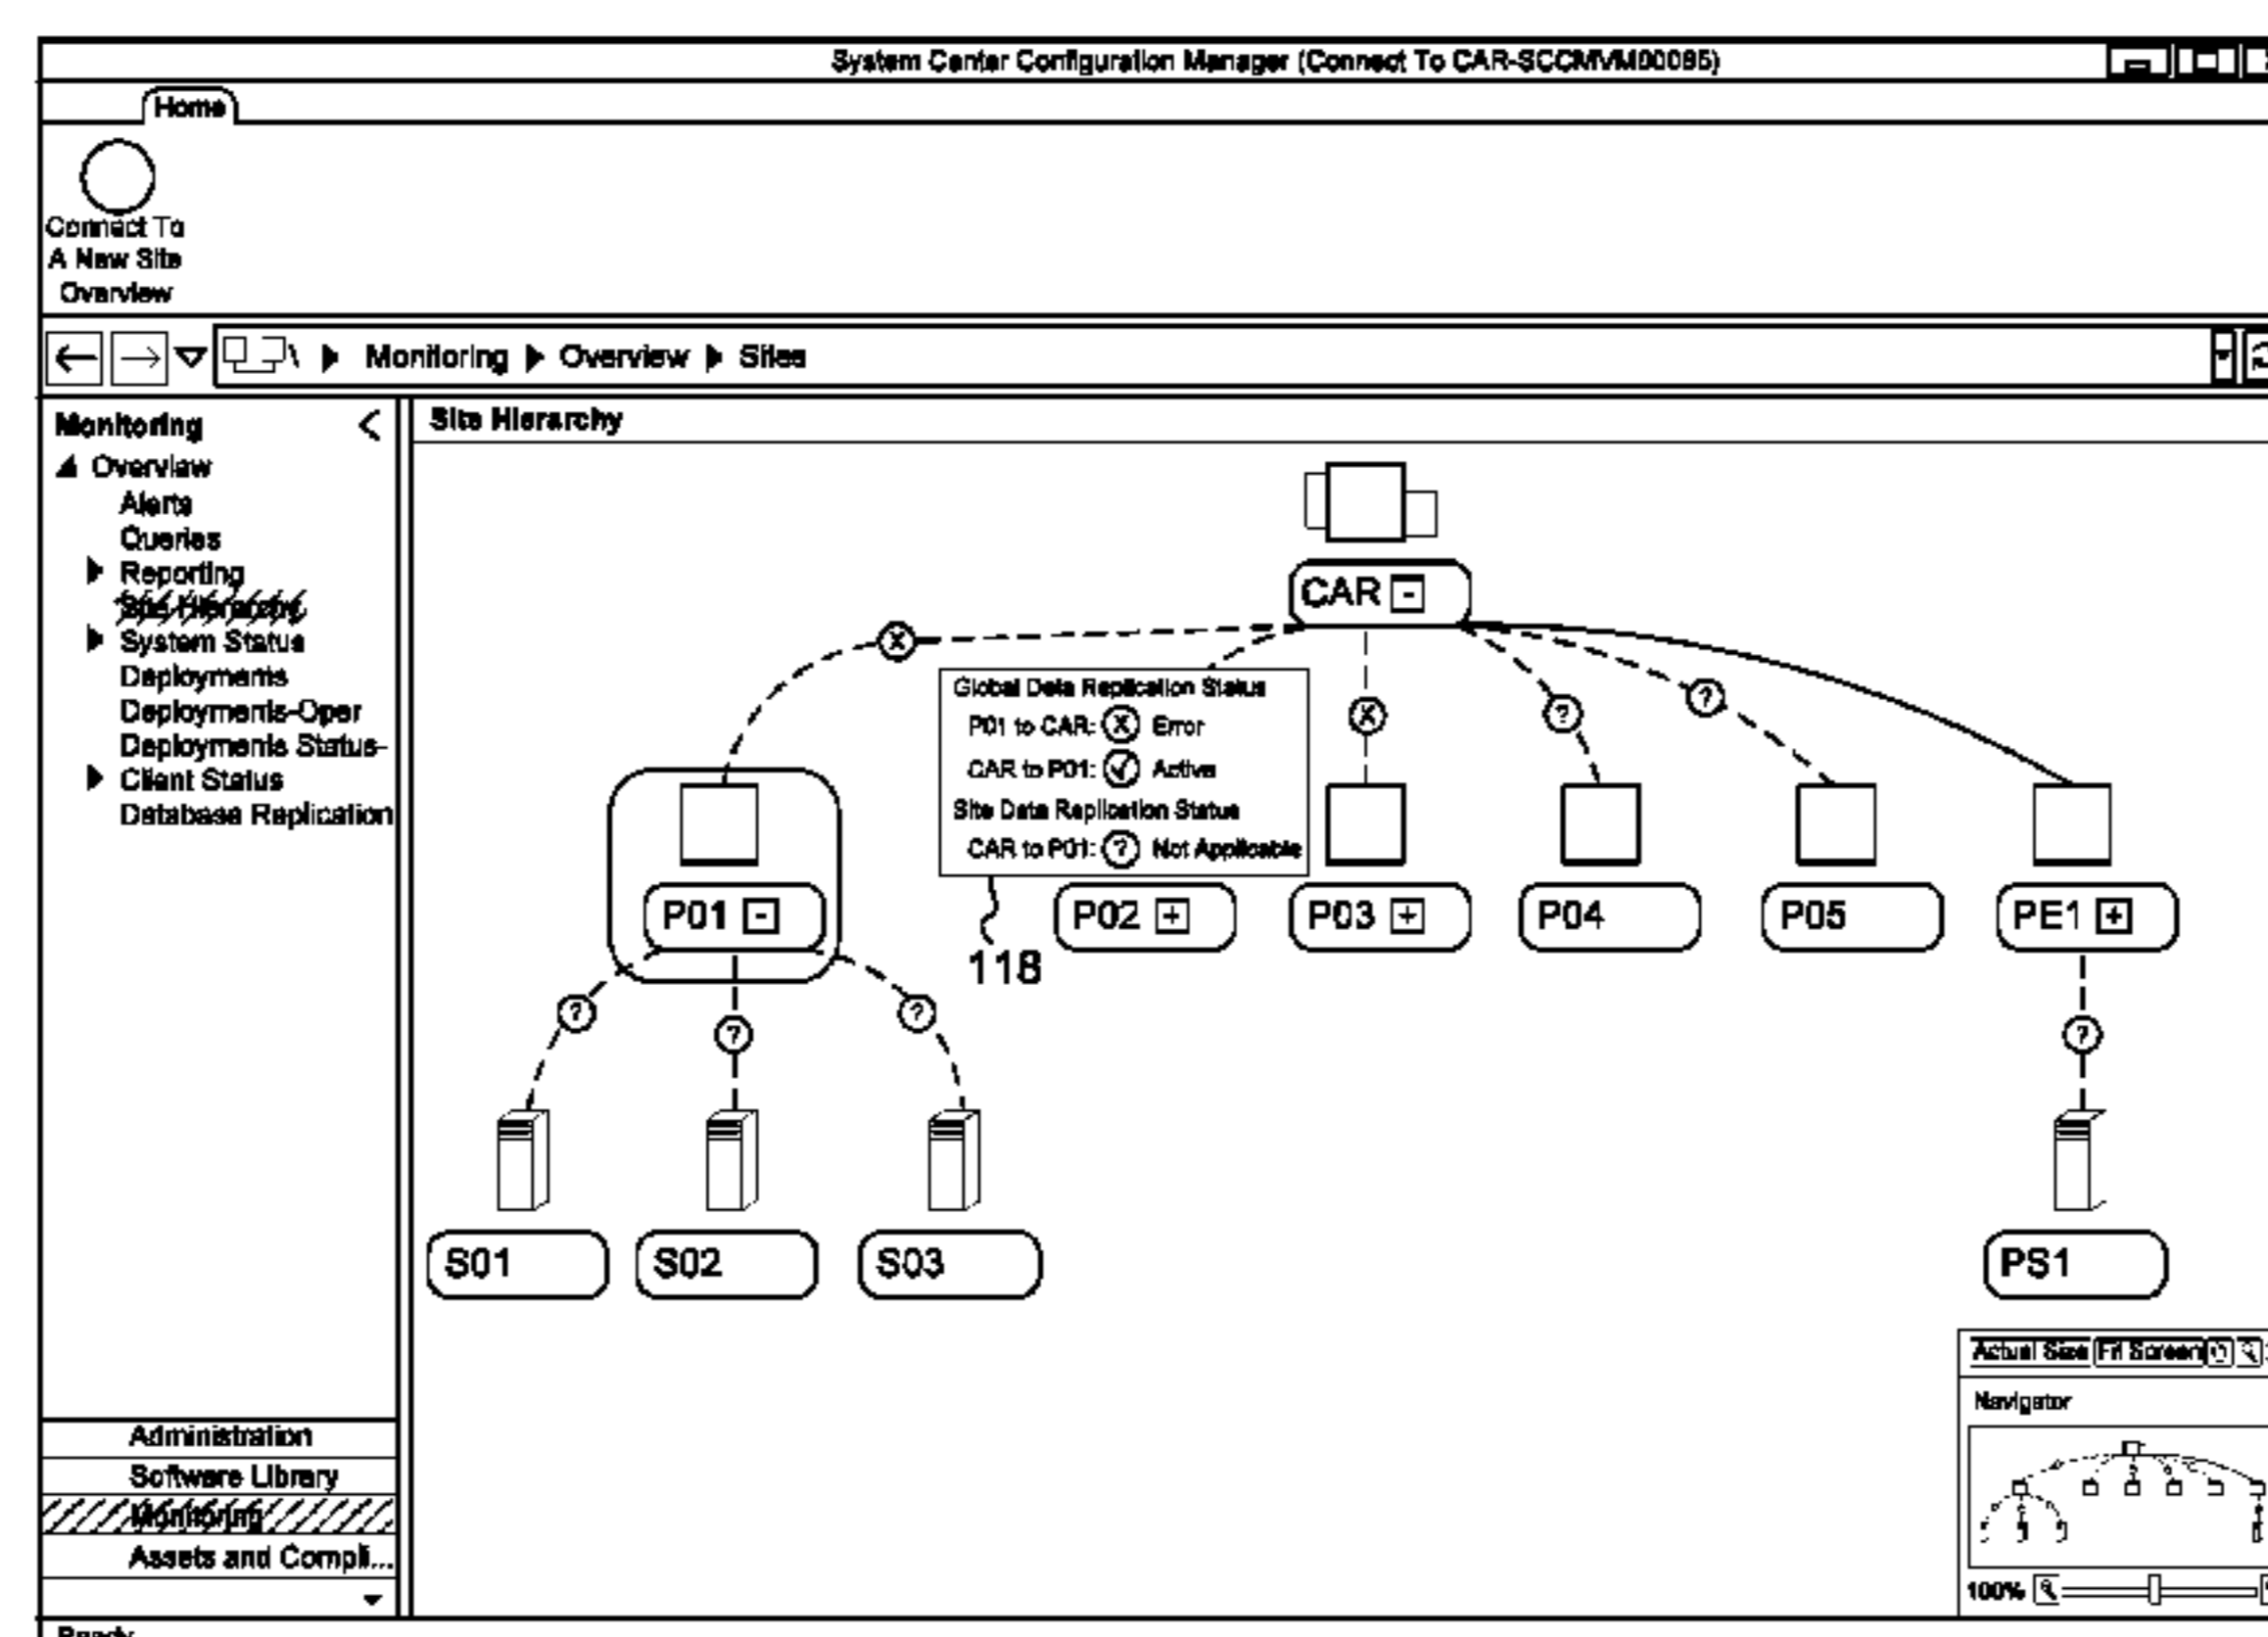 System Center Configuration Manager (Connect To CAR-SCCMVM00085)
Home
Connect To
A New Site
Overview
Monitoring Overview Sites
Monitoring
Overview
Alerts
Queries
Reporting
Site Hierarchy
System Status
Deployments
Deployments-Oper
Deployments Status-
Client Status
Database Replication
Administration
Software Library
Monitoring
Assets and Compli...
Ready
Site Hierarchy
CAR -
X
X
?
?
Global Data Replication Status
P01 to CAR: X Error
CAR to P01: ✓ Active
Site Data Replication Status
CAR to P01: ? Not Applicable
118
P01 -
P02 +
P03 +
P04
P05
PE1 +
?
?
?
?
S01
S02
S03
PS1
Actual Size Fit Screen
Navigator
100%